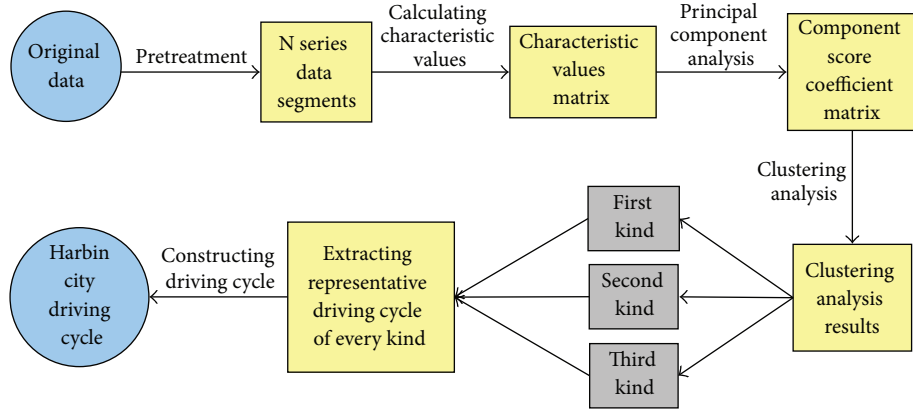 Original
data
Pretreatment
N series
data
segments
Calculating
characteristic
values
Characteristic
values
matrix
Principal
component
analysis
Component
score
coefficient
matrix
Clustering
analysis
Clustering
analysis
results
First
kind
Second
kind
Third
kind
Extracting
representative
driving cycle
of every kind
Constructing
driving cycle
Harbin
city
driving
cycle